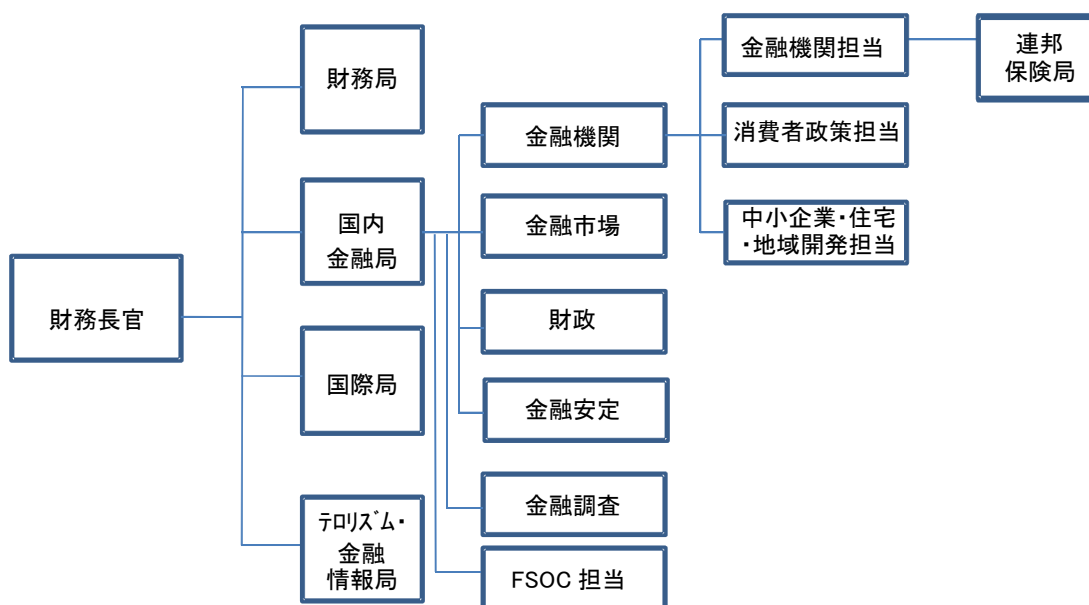 財務長官
財務局
国内
金融局
国際局
ﾃﾛﾘｽﾞﾑ・
金融
情報局
金融機関
金融市場
財政
金融安定
金融調査
FSOC 担当
金融機関担当
消費者政策担当
中小企業・住宅
・地域開発担当
連邦
保険局